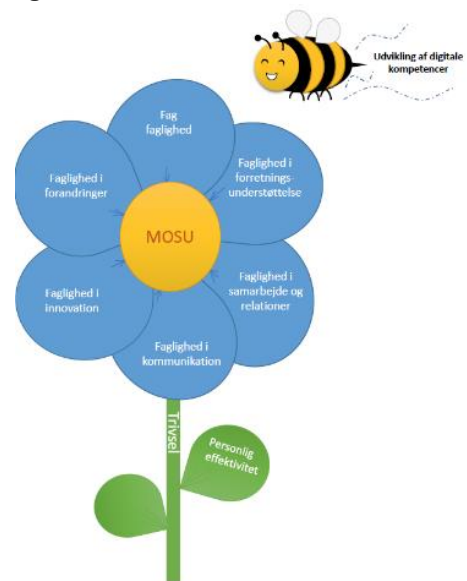 Udvikling af digitale
kompetencer
Fag
faglighed
Faglighed i
forandringer
Faglighed i
forretnings-
understøttelse
MOSU
Faglighed i
innovation
Faglighed i
samarbejde og
relationer
Faglighed i
kommunikation
Trivsel
Personlig
effektivitet